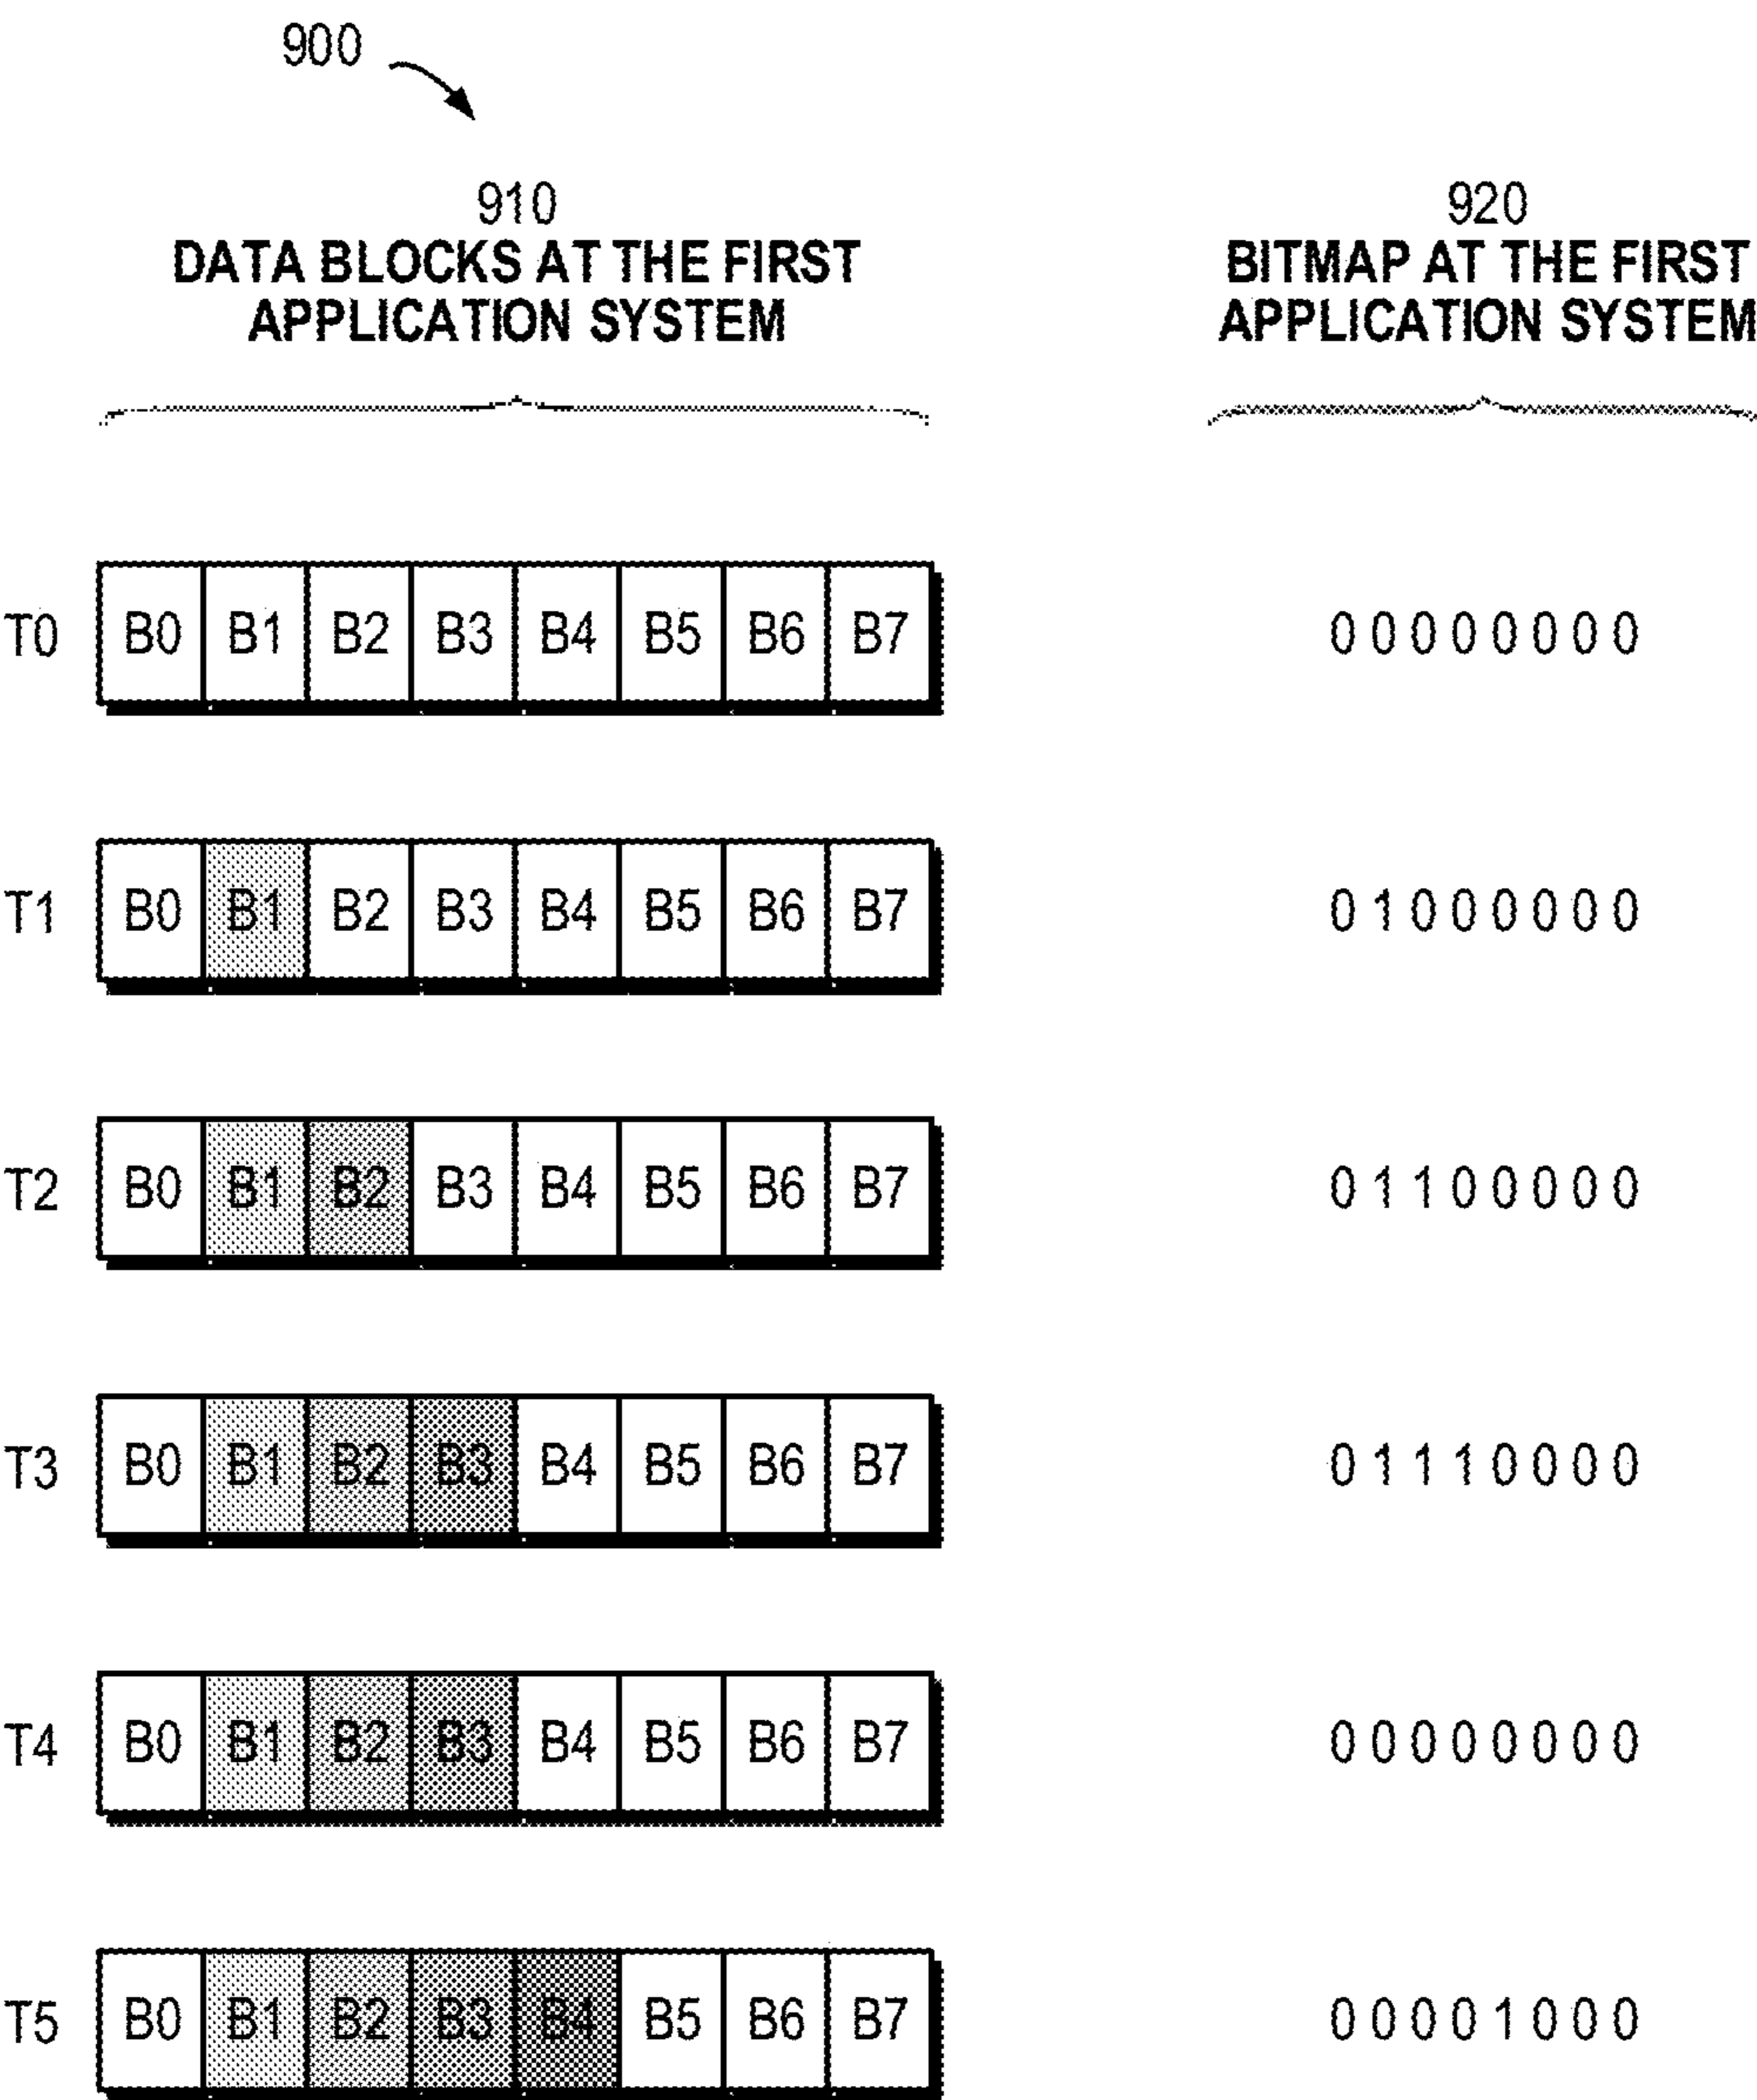 900
910
DATA BLOCKS AT THE FIRST
APPLICATION SYSTEM
920
BITMAP AT THE FIRST
APPLICATION SYSTEM
T0 B0 B1 B2 B3 B4 B5 B6 B7 0 0 0 0 0 0 0 0
T1 B0 B1 B2 B3 B4 B5 B6 B7 0 1 0 0 0 0 0 0
T2 B0 B1 B2 B3 B4 B5 B6 B7 0 1 1 0 0 0 0 0
T3 B0 B1 B2 B3 B4 B5 B6 B7 0 1 1 1 0 0 0 0
T4 B0 B1 B2 B3 B4 B5 B6 B7 0 0 0 0 0 0 0 0
T5 B0 B1 B2 B3 B4 B5 B6 B7 0 0 0 0 1 0 0 0